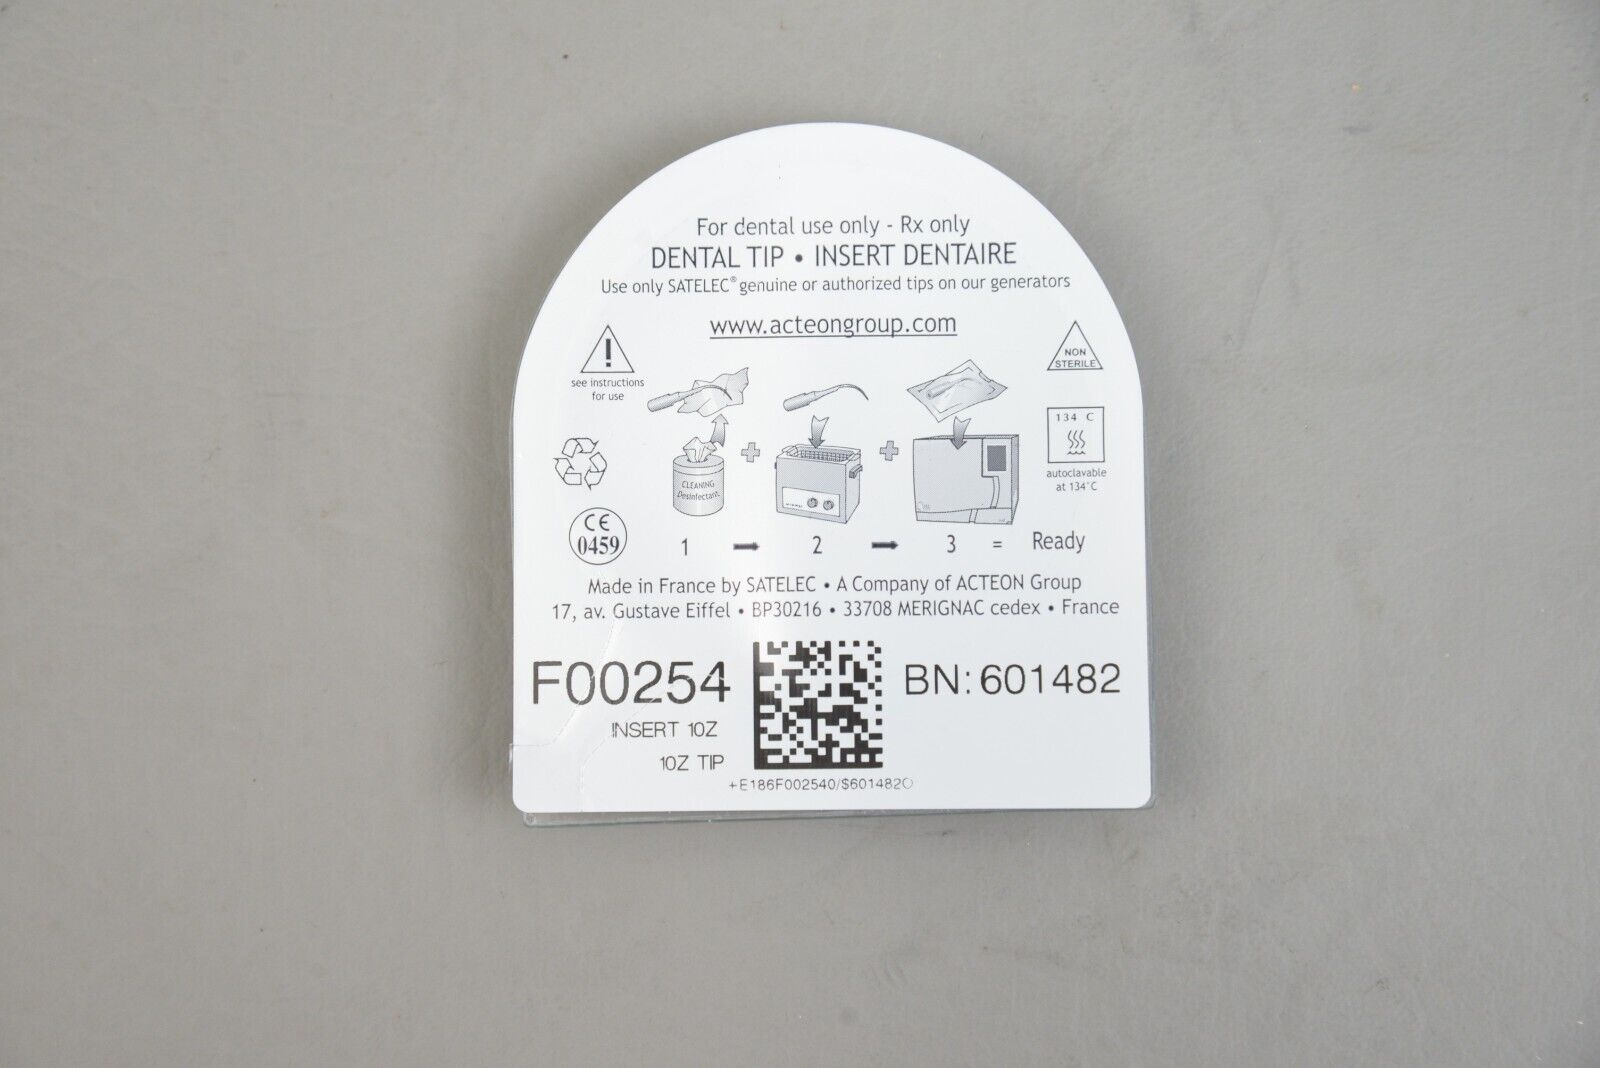 For dental use only - Rx only
DENTAL TIP • INSERT DENTAIRE
Use only SATELEC® genuine or authorized tips on our generators
www.acteongroup.com
!
see instructions
for use
NON
STERILE
CLEANING
Desinfectant
134 C
autoclavable
at 134°C
CE
0459
1 2 3 = Ready
Made in France by SATELEC • A Company of ACTEON Group
17, av. Gustave Eiffel • BP30216 • 33708 MERIGNAC cedex • France
F00254
INSERT 10Z
10Z TIP
BN: 601482
+E186F002540/$601482O